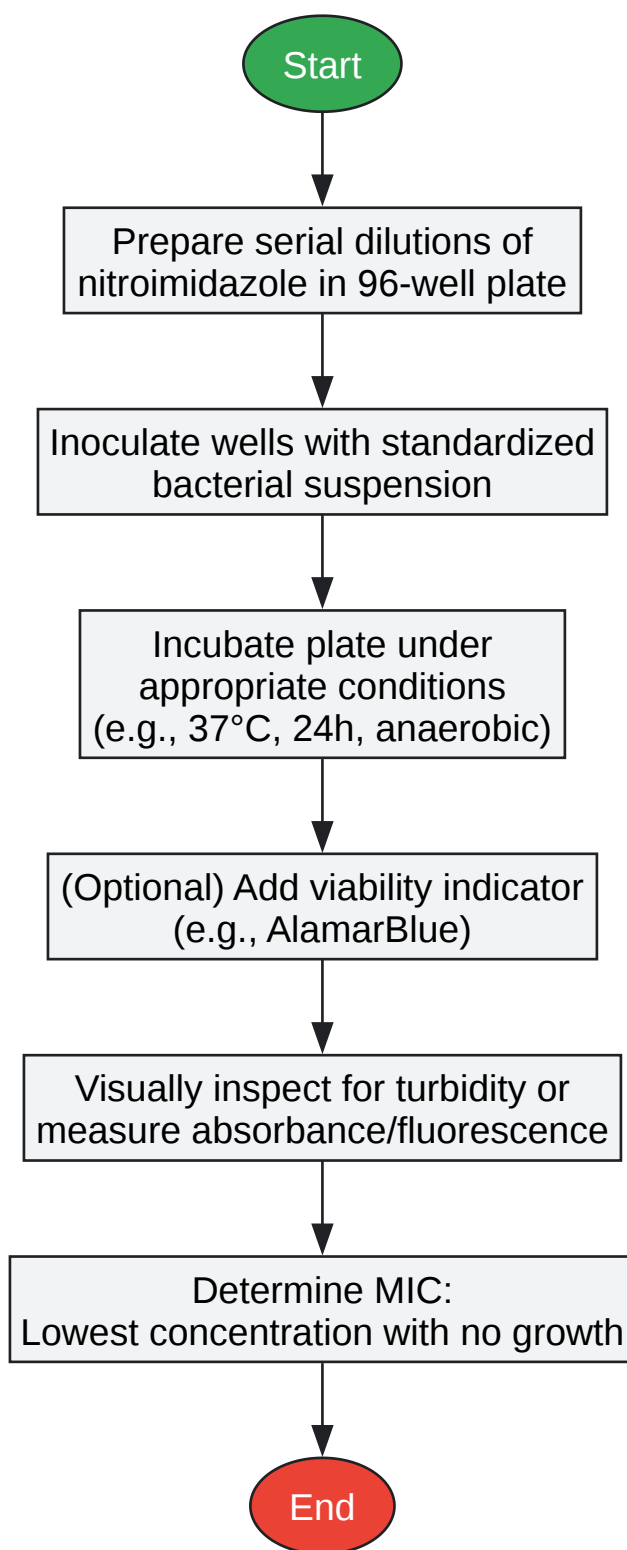 Start
Prepare serial dilutions of
nitroimidazole in 96-well plate
Inoculate wells with standardized
bacterial suspension
Incubate plate under
appropriate conditions
(e.g., 37°C, 24h, anaerobic)
(Optional) Add viability indicator
(e.g., AlamarBlue)
Visually inspect for turbidity or
measure absorbance/fluorescence
Determine MIC:
Lowest concentration with no growth
End